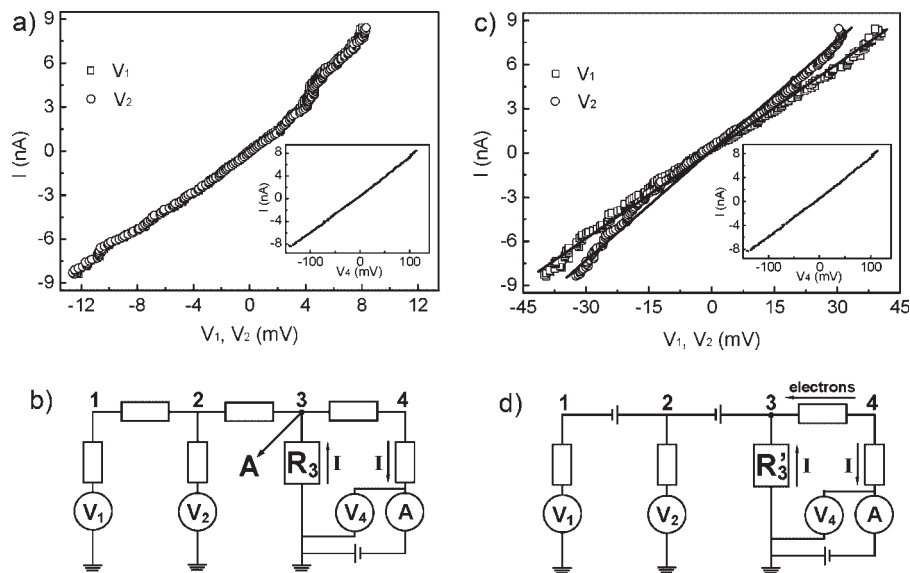 a)
9
6
3
0
-3
-6
-9
I (nA)
V1
V2
-12 -8 -4 0 4 8 12
V1, V2 (mV)
8
4
0
-4
-8
I (nA)
-100 0 100
V4 (mV)
c)
9
6
3
0
-3
-6
-9
I (nA)
V1
V2
-45 -30 -15 0 15 30 45
V1, V2 (mV)
8
4
0
-4
-8
I (nA)
-100 0 100
V4 (mV)
b)
1 2 3 4
A
R3
I
I
V1
V2
V4
A
d)
electrons
1 2 3 4
R3'
I
I
V1
V2
V4
A